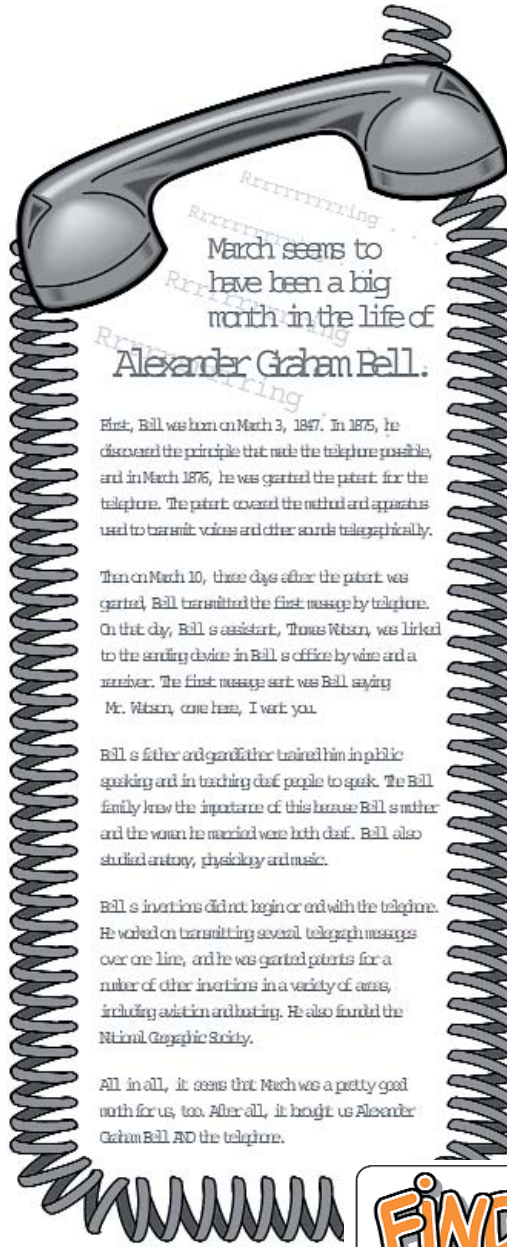 Rrrrrrrrrring . . .
Rrrrrrrrrring . . .
Rrrrrrrrrring . . .
Rrrrrrrrrring . . .
March seems to
have been a big
month in the life of
Alexander Graham Bell.
First, Bell was born on March 3, 1847. In 1875, he
discovered the principle that made the telephone possible,
and in March 1876, he was granted the patent for the
telephone. The patent covered the method and apparatus
used to transmit voices and other sounds telegraphically.
Then on March 10, three days after the patent was
granted, Bell transmitted the first message by telephone.
On that day, Bell s assistant, Thomas Watson, was linked
to the sending device in Bell s office by wire and a
receiver. The first message sent was Bell saying
Mr. Watson, come here, I want you.
Bell s father and grandfather trained him in public
speaking and in teaching deaf people to speak. The Bell
family knew the importance of this because Bell s mother
and the woman he married were both deaf. Bell also
studied anatomy, physiology and music.
Bell s inventions did not begin or end with the telephone.
He worked on transmitting several telegraph messages
over one line, and he was granted patents for a
number of other inventions in a variety of areas,
including aviation and boating. He also founded the
National Geographic Society.
All in all, it seems that March was a pretty good
month for us, too. After all, it brought us Alexander
Graham Bell AND the telephone.
FIND